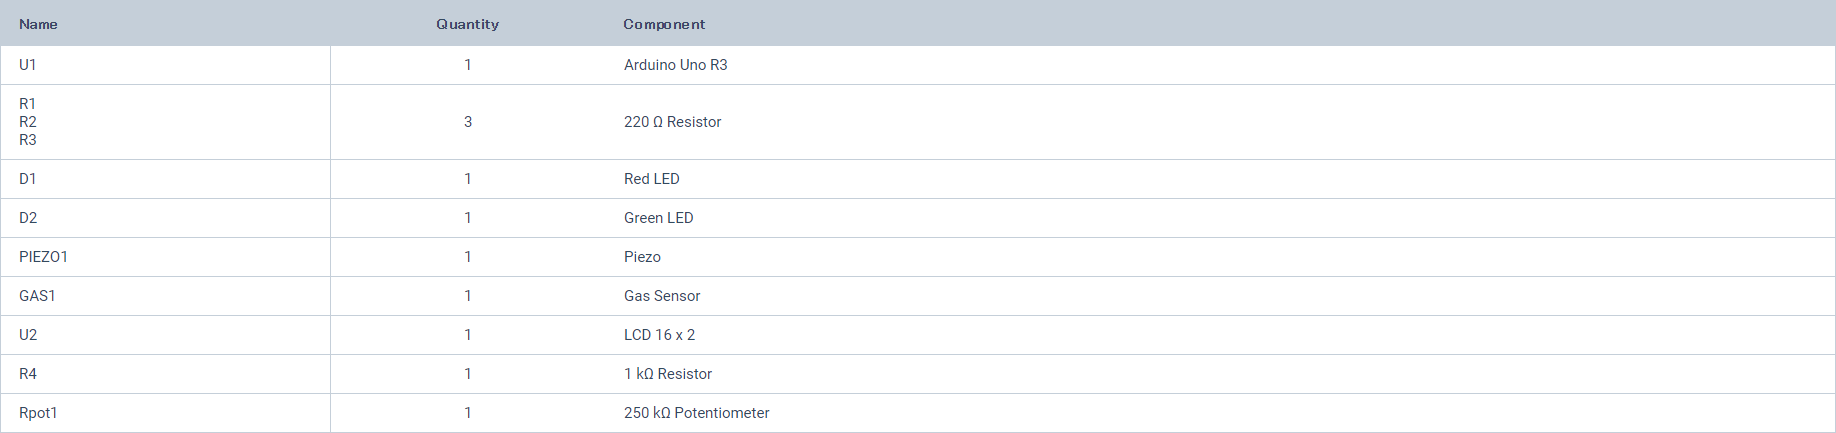 Name Quantity Component
U1 1 Arduino Uno R3
R1
R2 3 220 Ω Resistor
R3
D1 1 Red LED
D2 1 Green LED
PIEZO1 1 Piezo
GAS1 1 Gas Sensor
U2 1 LCD 16 x 2
R4 1 1 kΩ Resistor
Rpot1 1 250 kΩ Potentiometer